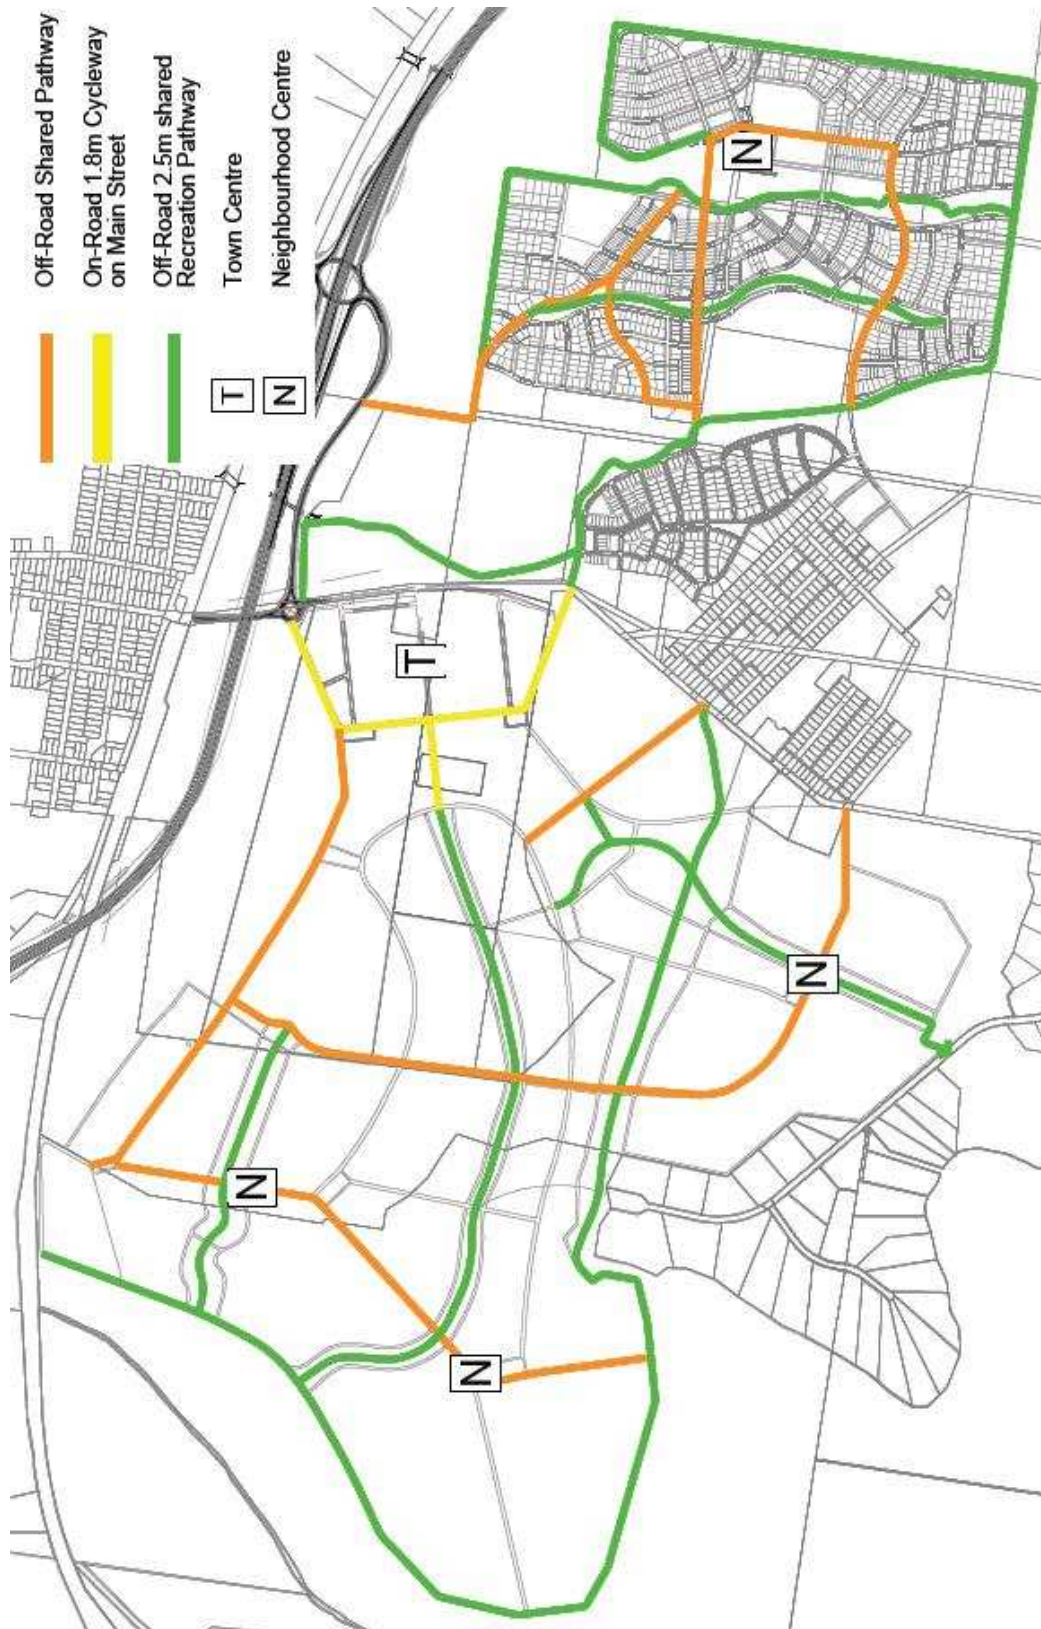 Off-Road Shared Pathway
On-Road 1.8m Cycleway
on Main Street
Off-Road 2.5m shared
Recreation Pathway
T
Town Centre
N
Neighbourhood Centre
N
T
N
N
N